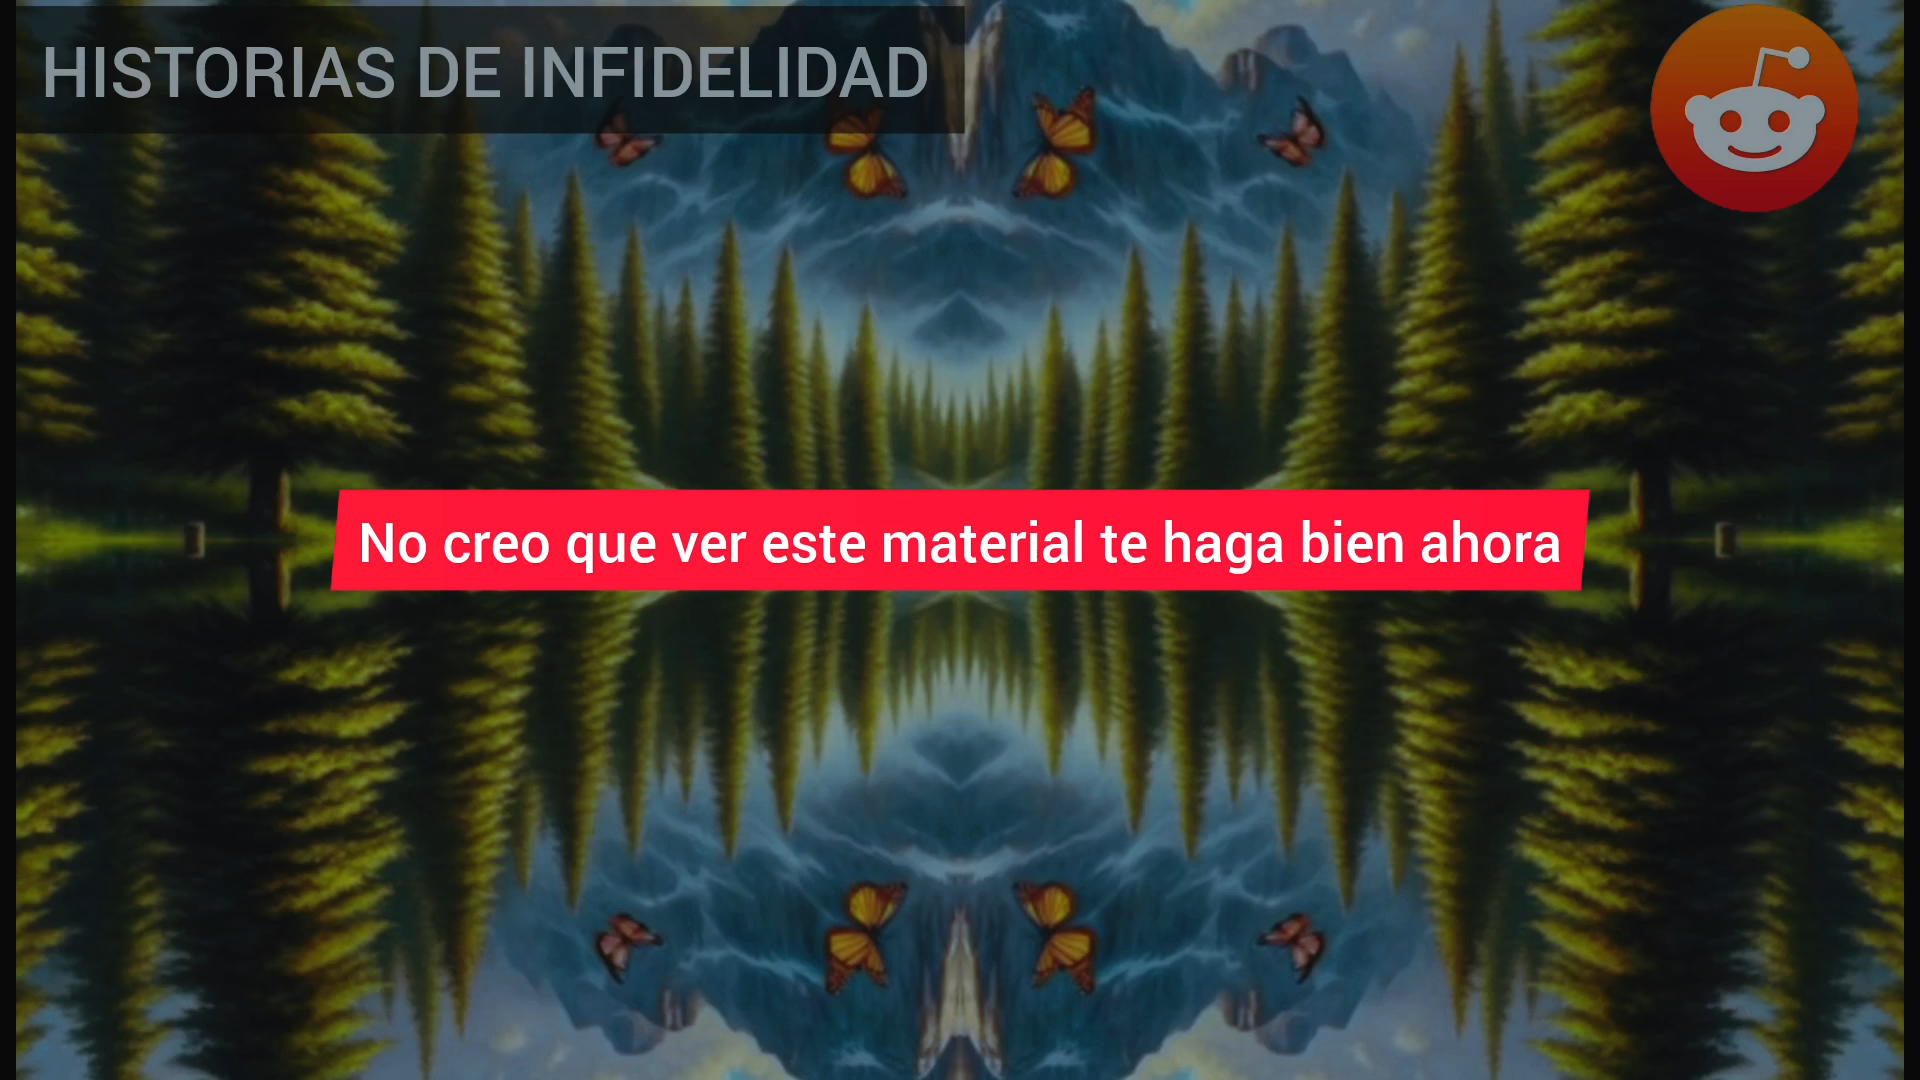 HISTORIAS DE INFIDELIDAD
No creo que ver este material te haga bien ahora